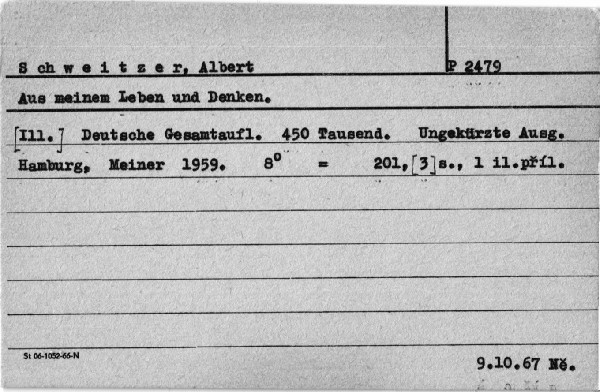 S c h w e i t z e r, Albert
P 2479
Aus meinem Leben und Denken.
[Ill.] Deutsche Gesamtaufl. 450 Tausend. Ungekürzte Ausg.
Hamburg, Meiner 1959. 8° = 201,[3]s., 1 il.příl.
St 06-1052-66-N
9.10.67 Ně.